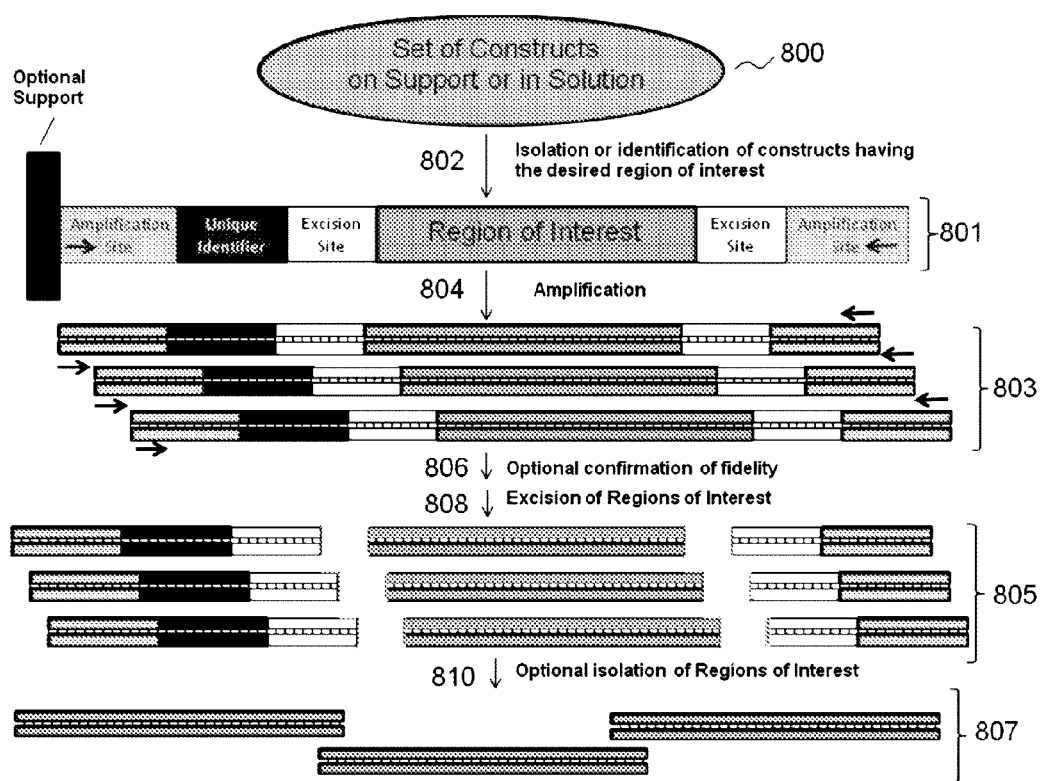 Set of Constructs
on Support or in Solution
800
Optional
Support
802
Isolation or identification of constructs having
the desired region of interest
Amplification
Site
Unique
Identifier
Excision
Site
Region of Interest
Excision
Site
Amplification
Site
801
804
Amplification
803
806
Optional confirmation of fidelity
808
Excision of Regions of Interest
805
810
Optional isolation of Regions of Interest
807